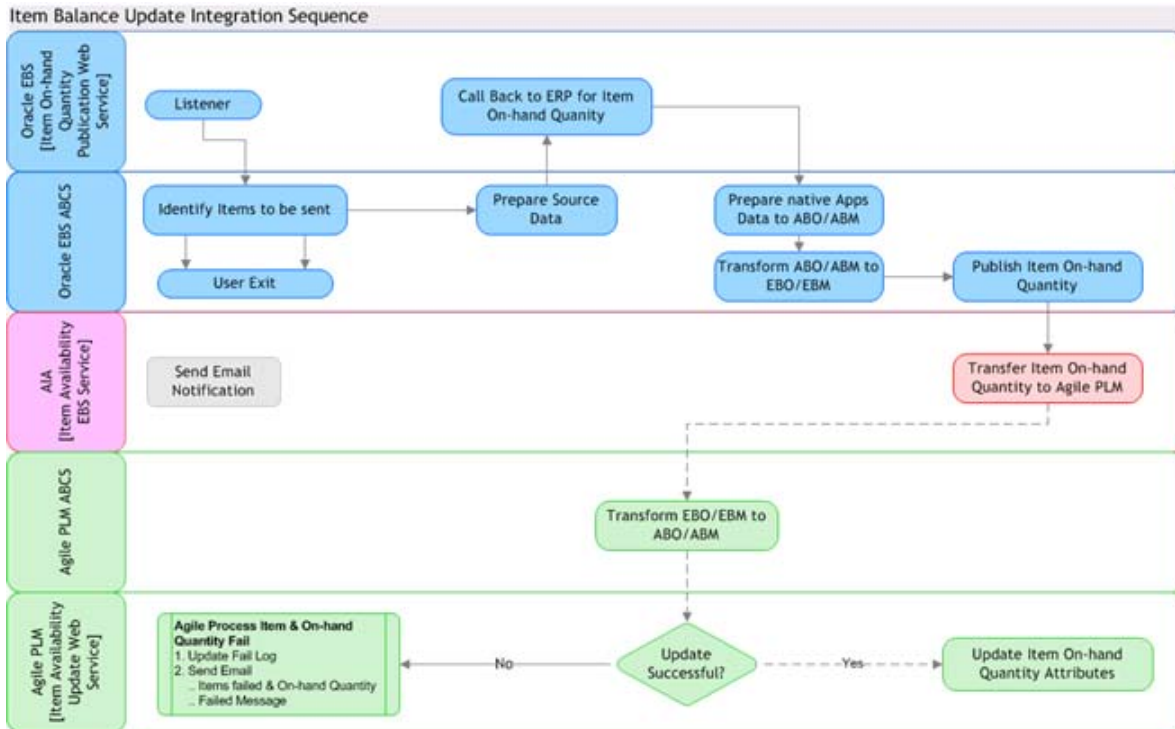 Item Balance Update Integration Sequence
Oracle EBS
[Item On-hand
Quantity
Publication Web
Service]
Listener
Call Back to ERP for Item
On-hand Quanity
Oracle EBS ABCS
Identify Items to be sent
User Exit
Prepare Source
Data
Prepare native Apps
Data to ABO/ABM
Transform ABO/ABM to
EBO/EBM
Publish Item On-hand
Quantity
AIA
[Item Availability
EBS Service]
Send Email
Notification
Transfer Item On-hand
Quantity to Agile PLM
Agile PLM ABCS
Transform EBO/EBM to
ABO/ABM
Agile PLM
[Item Availability
Update Web
Service]
Agile Process Item & On-hand
Quantity Fail
1. Update Fail Log
2. Send Email
.. Items failed & On-hand Quantity
.. Failed Message
No
Update
Successful?
Yes
Update Item On-hand
Quantity Attributes